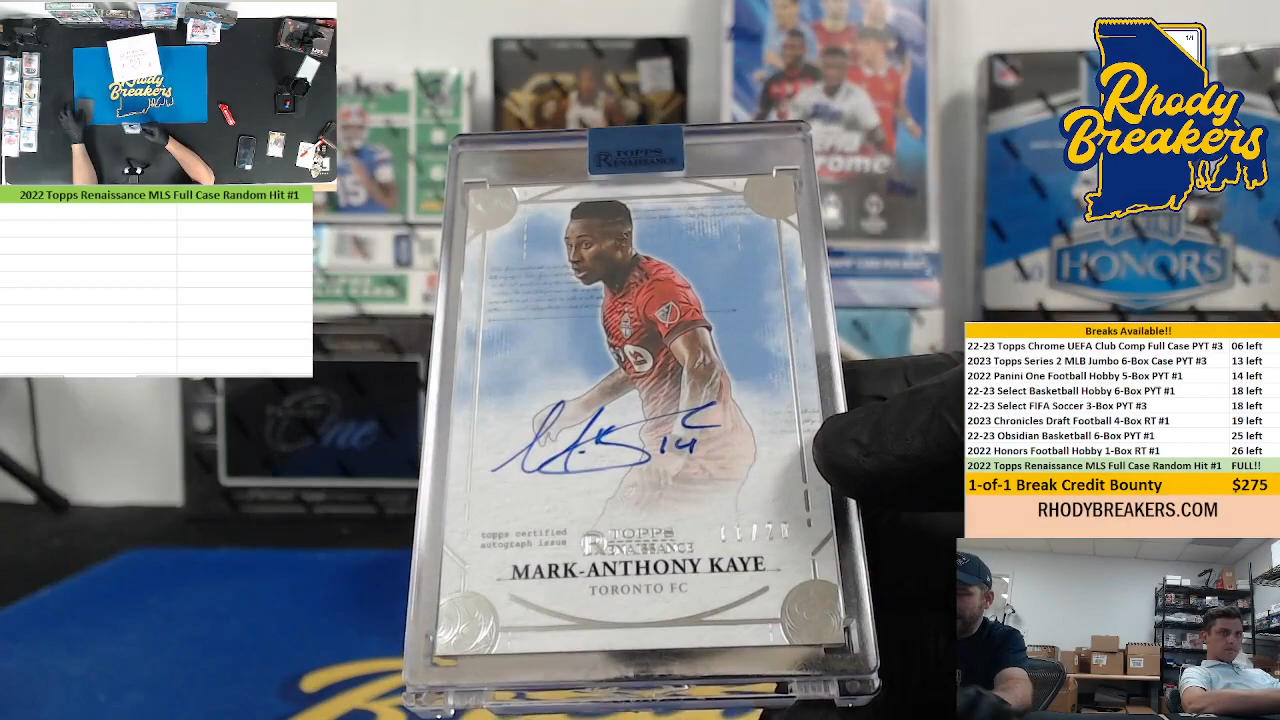 2022 Topps Renaissance MLS Full Case Random Hit #1
Rhody
Breakers
TOPPS
RENAISSANCE
14
topps certified
autograph issue
TOPPS
RENAISSANCE
MARK-ANTHONY KAYE
TORONTO FC
HONORS
1/1
Rhody
Breakers
Breaks Available!!
22-23 Topps Chrome UEFA Club Comp Full Case PYT #3 06 left
2023 Topps Series 2 MLB Jumbo 6-Box Case PYT #3 13 left
2022 Panini One Football Hobby 5-Box PYT #1 14 left
22-23 Select Basketball Hobby 6-Box PYT #1 18 left
22-23 Select FIFA Soccer 3-Box PYT #3 18 left
2023 Chronicles Draft Football 4-Box RT #1 19 left
22-23 Obsidian Basketball 6-Box PYT #1 25 left
2022 Honors Football Hobby 1-Box RT #1 26 left
2022 Topps Renaissance MLS Full Case Random Hit #1 FULL!!
1-of-1 Break Credit Bounty $275
RHODYBREAKERS.COM